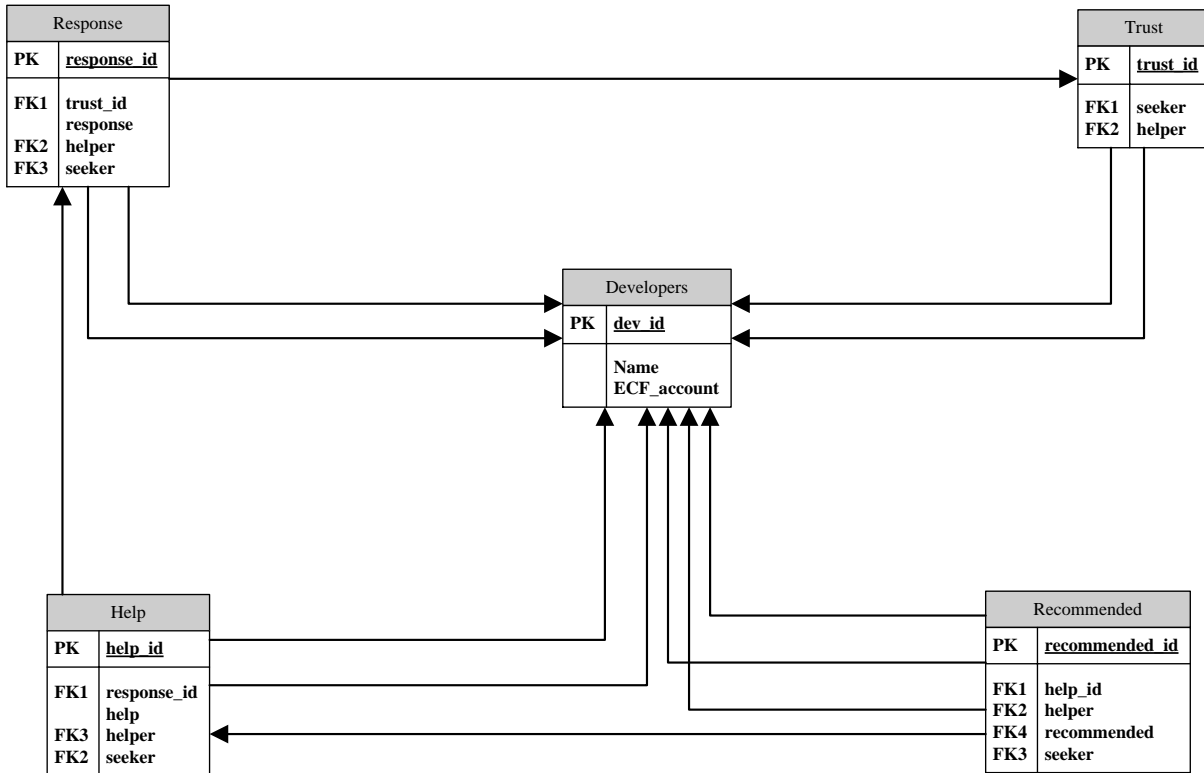 Response
PK response_id
FK1 trust_id
response
FK2 helper
FK3 seeker
Trust
PK trust_id
FK1 seeker
FK2 helper
Developers
PK dev_id
Name
ECF_account
Help
PK help_id
FK1 response_id
help
FK3 helper
FK2 seeker
Recommended
PK recommended_id
FK1 help_id
FK2 helper
FK4 recommended
FK3 seeker